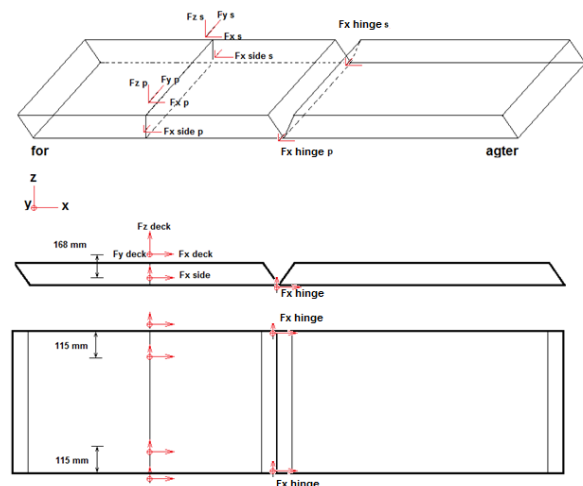 Fz s
Fy s
Fx s
Fx hinge s
Fx side s
Fz p
Fy p
Fx p
Fx side p
Fx hinge p
for
agter
z
y
x
Fz deck
168 mm
Fy deck
Fx deck
Fx side
Fx hinge
Fx hinge
115 mm
115 mm
Fx hinge